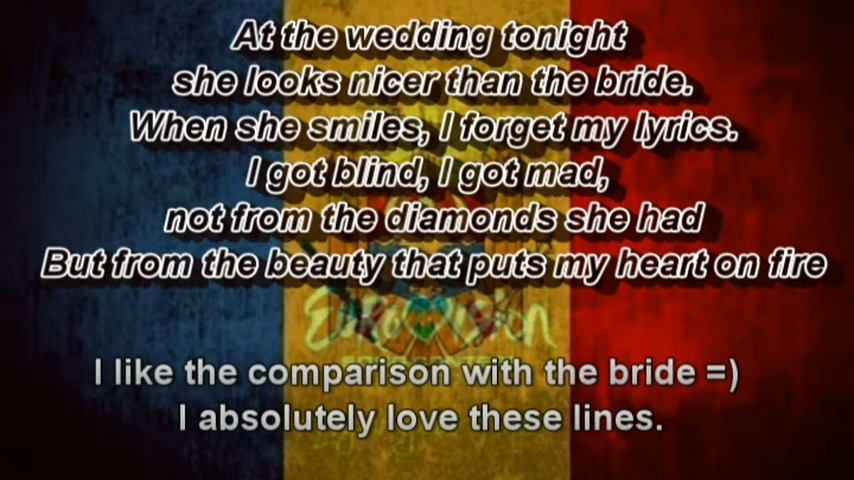 At the wedding tonight
she looks nicer than the bride.
When she smiles, I forget my lyrics.
I got blind, I got mad,
not from the diamonds she had
But from the beauty that puts my heart on fire
Eurovision
I like the comparison with the bride =)
I absolutely love these lines.